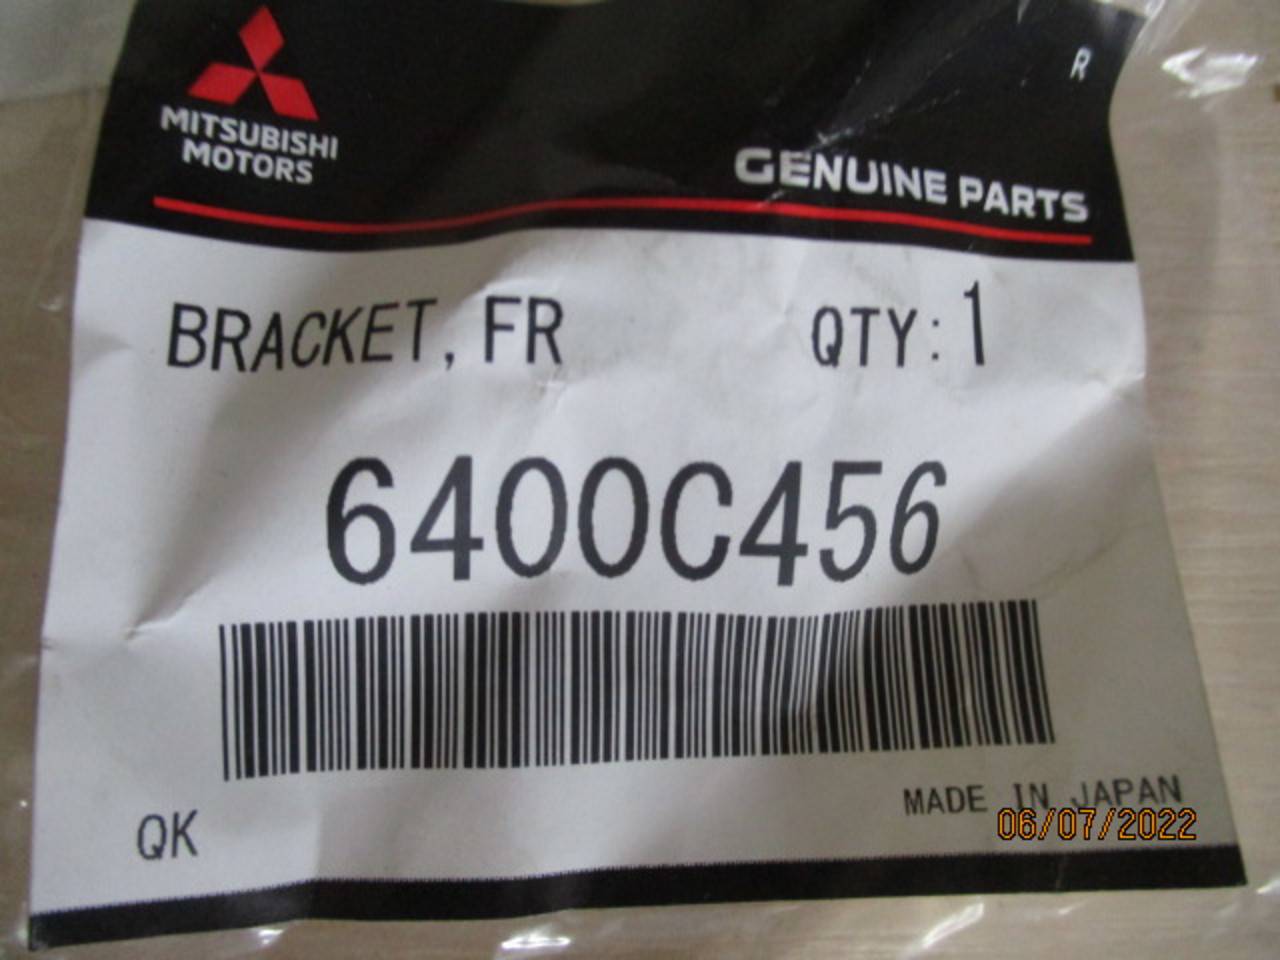 R
MITSUBISHI
MOTORS
GENUINE PARTS
BRACKET, FR QTY:1
6400C456
QK
MADE IN JAPAN
06/07/2022